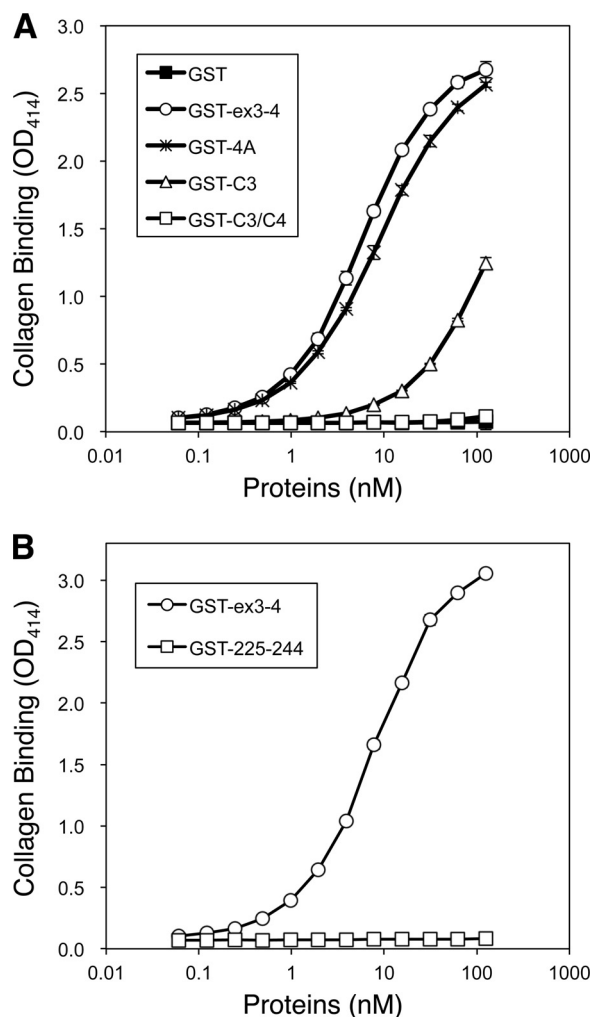 A
3.0
2.5
2.0
1.5
1.0
0.5
0.0
Collagen Binding (OD414)
GST
GST-ex3-4
GST-4A
GST-C3
GST-C3/C4
0.01
0.1
1
10
100
1000
Proteins (nM)
B
3.0
2.5
2.0
1.5
1.0
0.5
0.0
Collagen Binding (OD414)
GST-ex3-4
GST-225-244
0.01
0.1
1
10
100
1000
Proteins (nM)